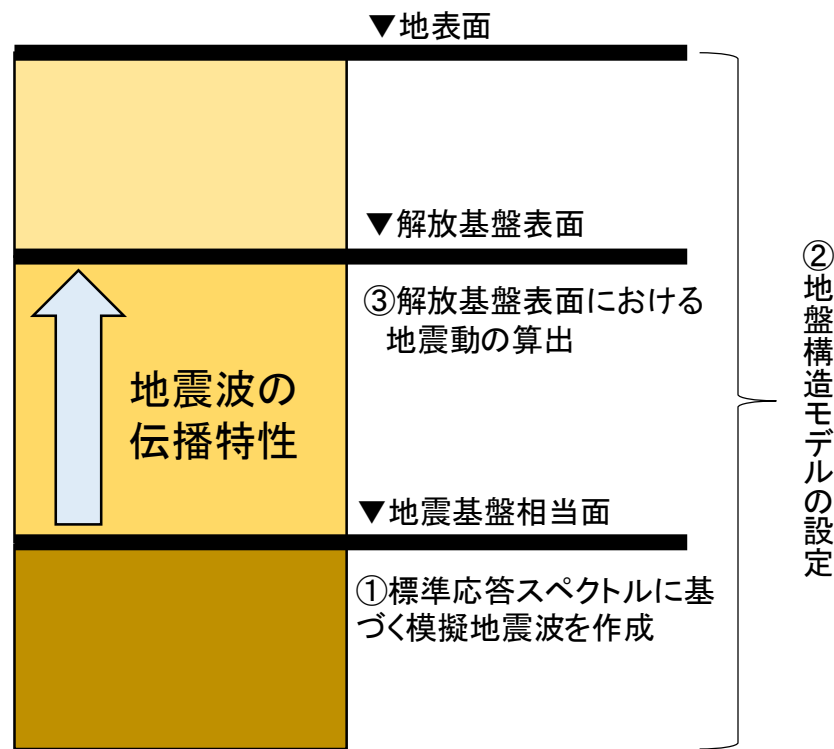 ▼地表面
▼解放基盤表面
③解放基盤表面における
地震動の算出
地震波の
伝播特性
▼地震基盤相当面
①標準応答スペクトルに基
づく模擬地震波を作成
②地盤構造モデルの設定